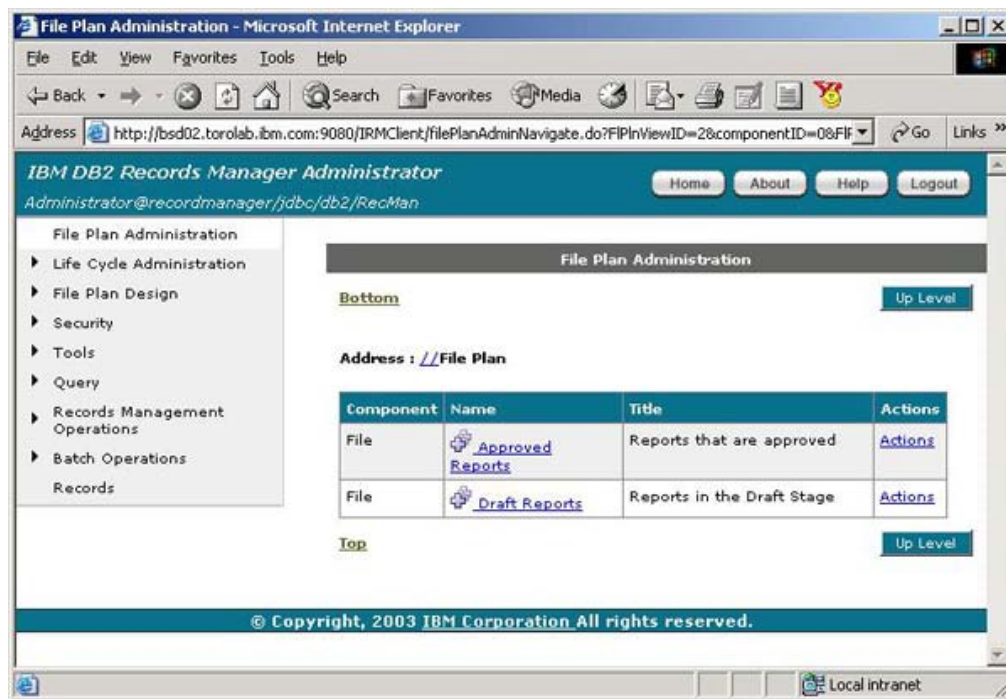 File Plan Administration - Microsoft Internet Explorer
File Edit View Favorites Tools Help
Back Search Favorites Media
Address http://bsd02.torolab.ibm.com:9080/IRMClient/filePlanAdminNavigate.do?FlPlnViewID=2&componentID=0&FlF Go Links »
IBM DB2 Records Manager Administrator
Home About Help Logout
Administrator@recordmanager/jdbc/db2/RecMan
File Plan Administration
Life Cycle Administration
File Plan Design
Security
Tools
Query
Records Management
Operations
Batch Operations
Records
File Plan Administration
Bottom Up Level
Address : //File Plan
Component Name Title Actions
File Approved Reports that are approved Actions
Reports
File Draft Reports Reports in the Draft Stage Actions
Top Up Level
© Copyright, 2003 IBM Corporation All rights reserved.
Local intranet